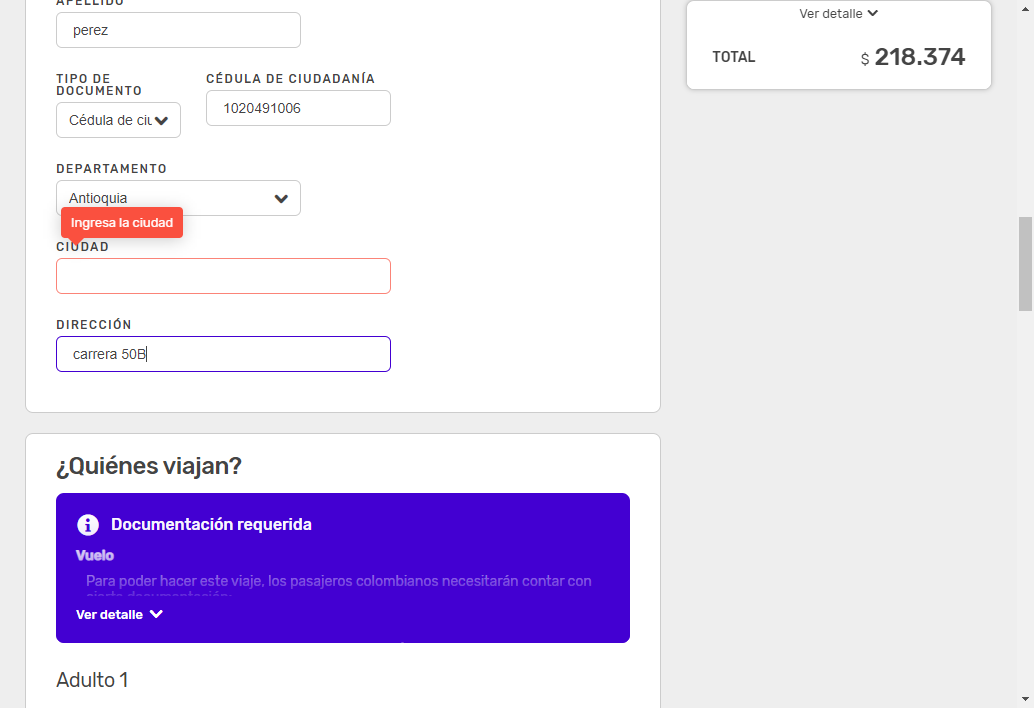 APELLIDO
perez
TIPO DE
DOCUMENTO
CÉDULA DE CIUDADANÍA
Cédula de ciu
1020491006
DEPARTAMENTO
Antioquia
Ingresa la ciudad
CIUDAD
DIRECCIÓN
carrera 50B
¿Quiénes viajan?
Documentación requerida
Vuelo
Para poder hacer este viaje, los pasajeros colombianos necesitarán contar con
cierta documentación:
Ver detalle
Adulto 1
Ver detalle
TOTAL
$ 218.374